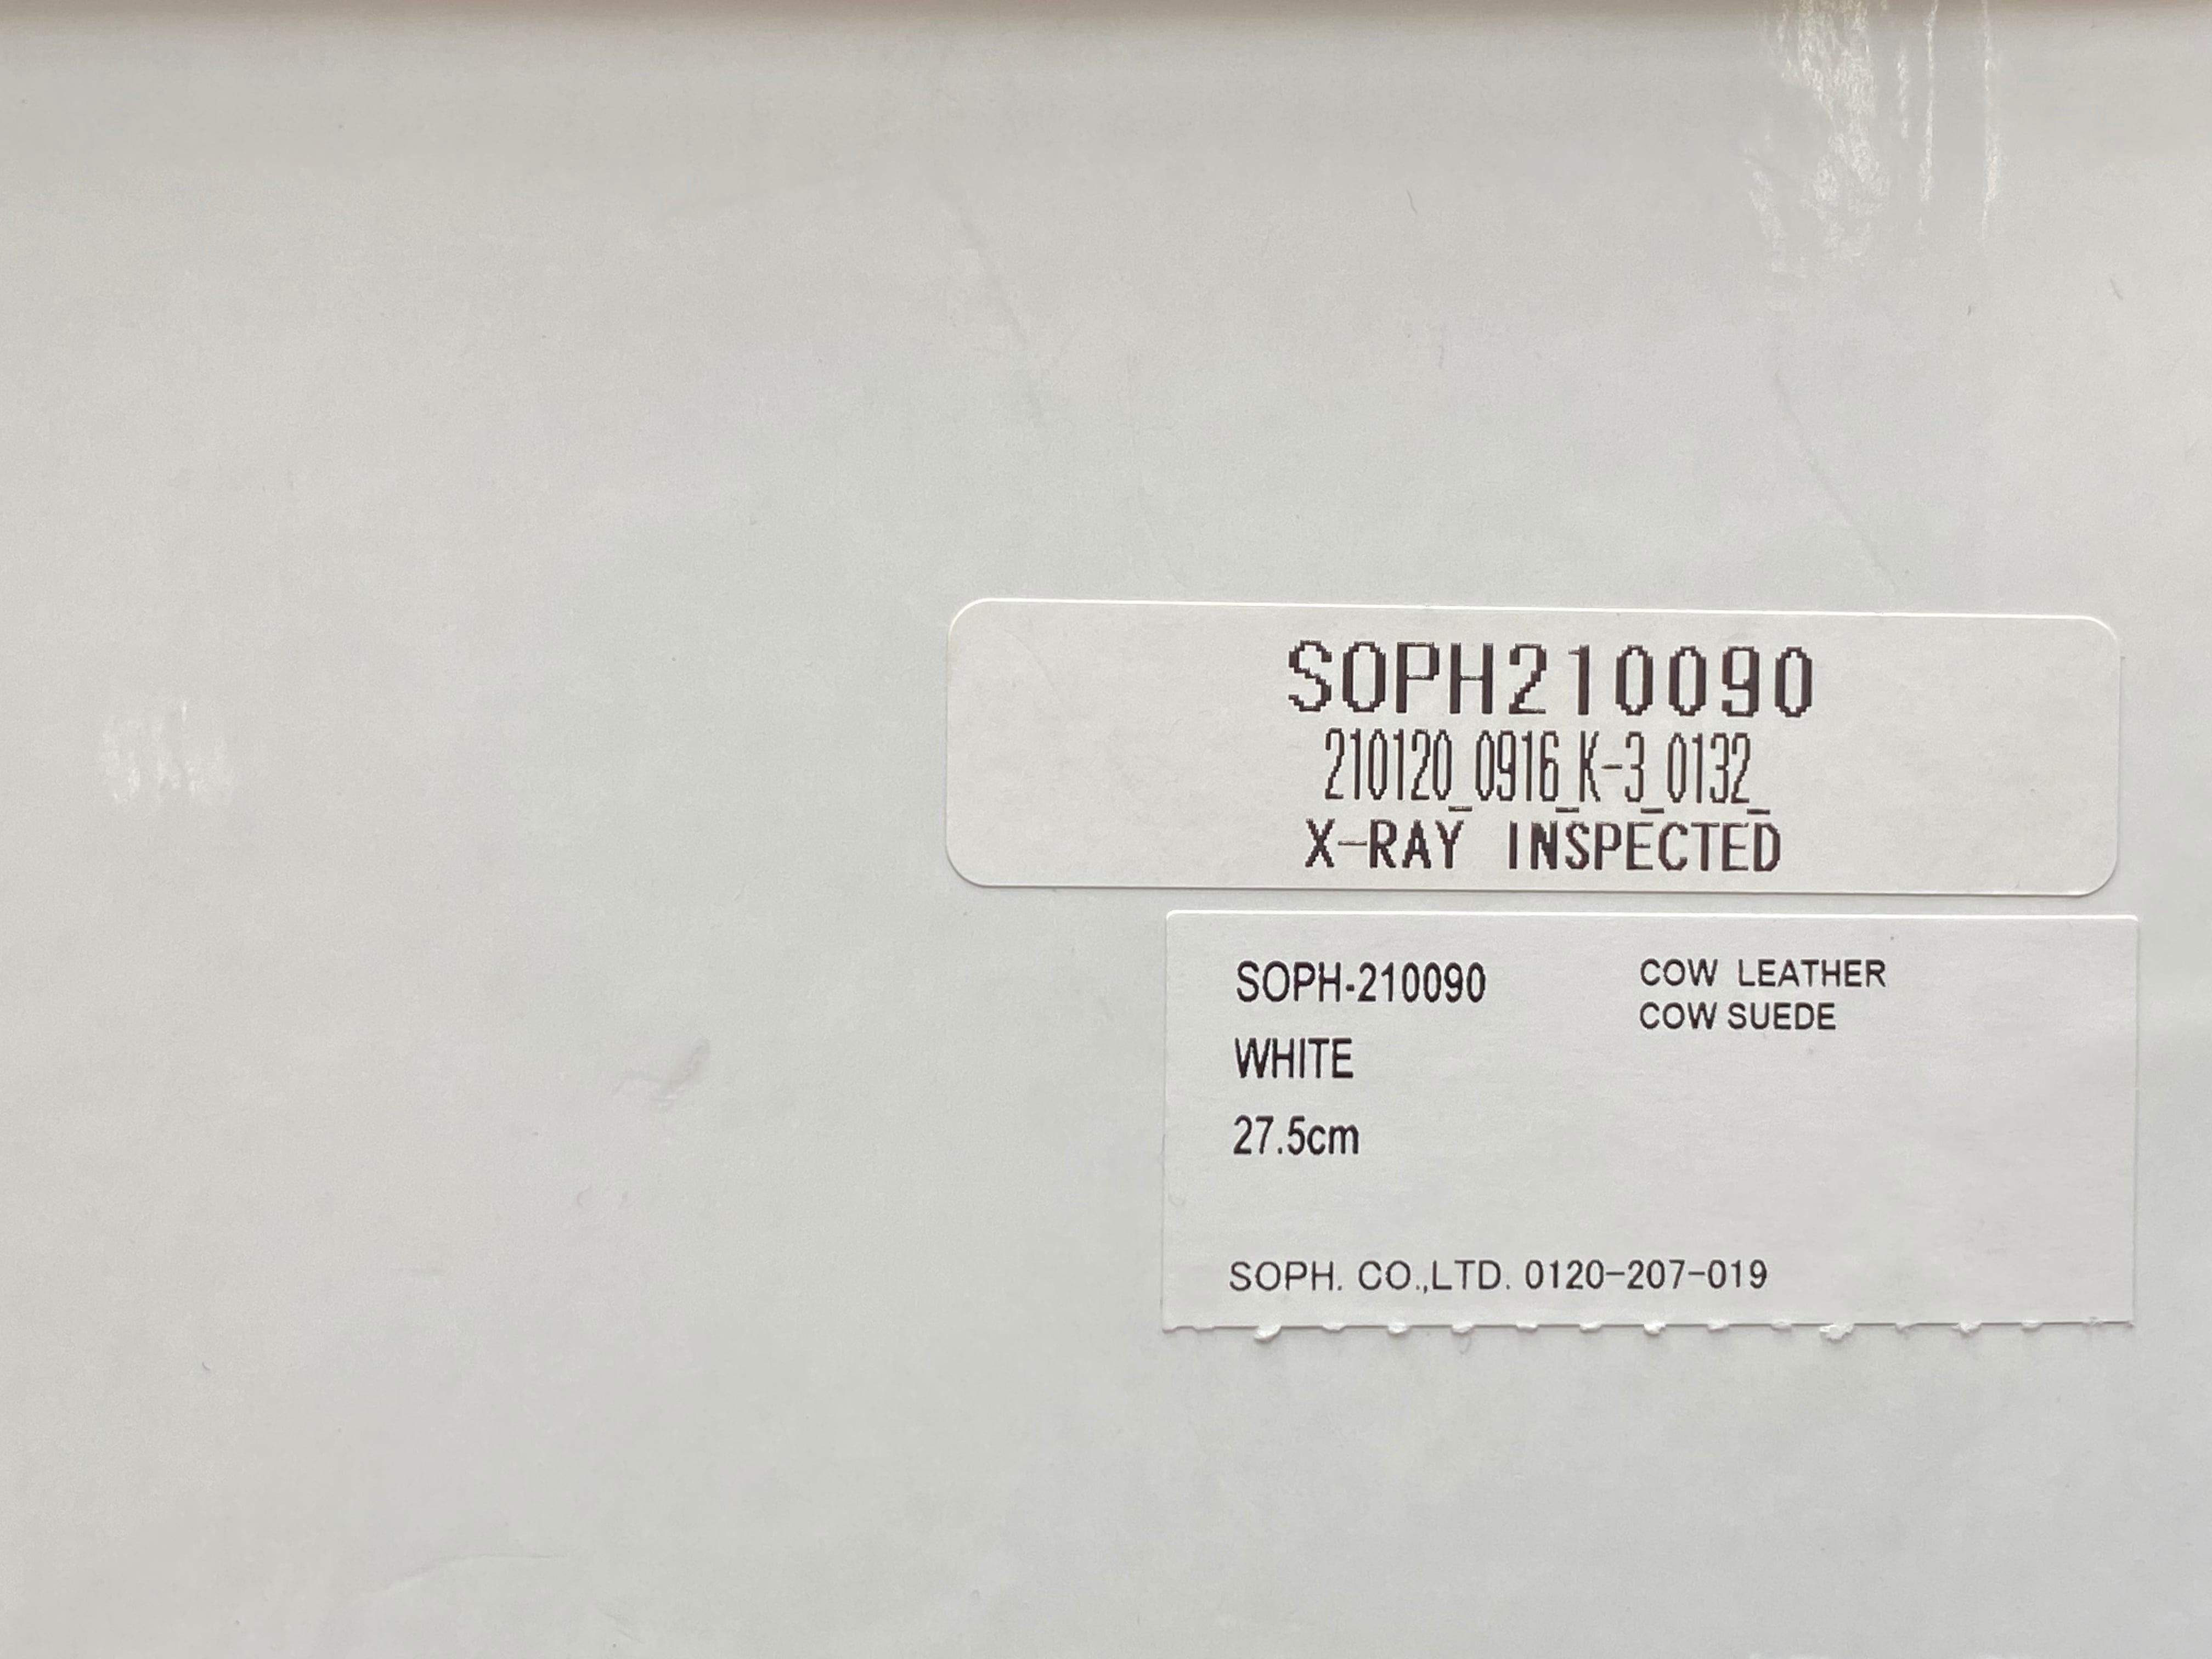 SOPH210090
210120_0916_K-3_0132_
X-RAY INSPECTED
SOPH-210090
COW LEATHER
COW SUEDE
WHITE
27.5cm
SOPH. CO.,LTD. 0120-207-019